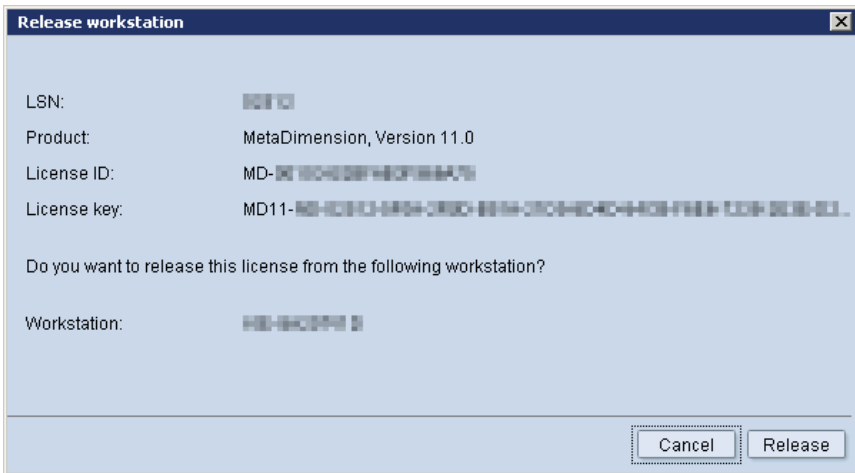 Release workstation
LSN:
Product: MetaDimension, Version 11.0
License ID: MD-
License key: MD11-
Do you want to release this license from the following workstation?
Workstation:
Cancel Release